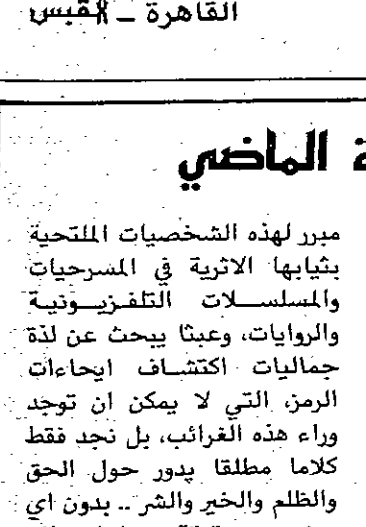 القاهرة ــ القبس
ة الماضي
مبرر لهذه الشخصيات الملتحية
بثيابها الاثرية في المسرحيات
والمسلسلات التلفزيونية
والروايات، وعبثا يبحث عن لذة
جماليات اكتشاف ايحاءات
الرمز، التي لا يمكن ان توجد
وراء هذه الغرائب، بل نجد فقط
كلاما مطلقا يدور حول الحق
والظلم والخير والشر .. بدون اي